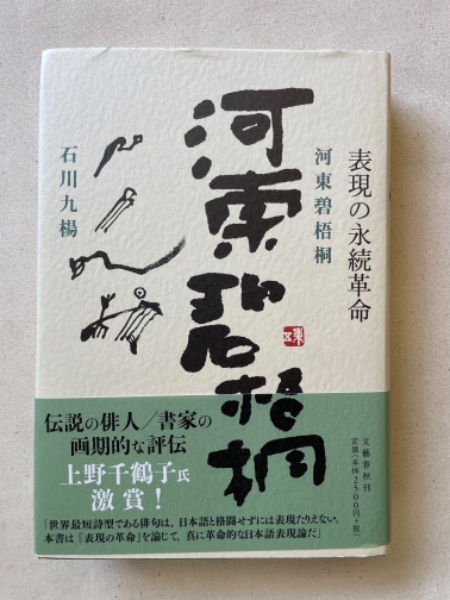 表現の永続革命
河東碧梧桐
河東碧梧桐
石川九楊
伝説の俳人/書家の
画期的な評伝
上野千鶴子氏
激賞!
「世界最短詩型である俳句は、日本語と格闘せずには表現たりえない。
本書は『表現の革命』を論じて、真に革命的な日本語表現論だ」
文藝春秋刊
定価(本体2500円+税)